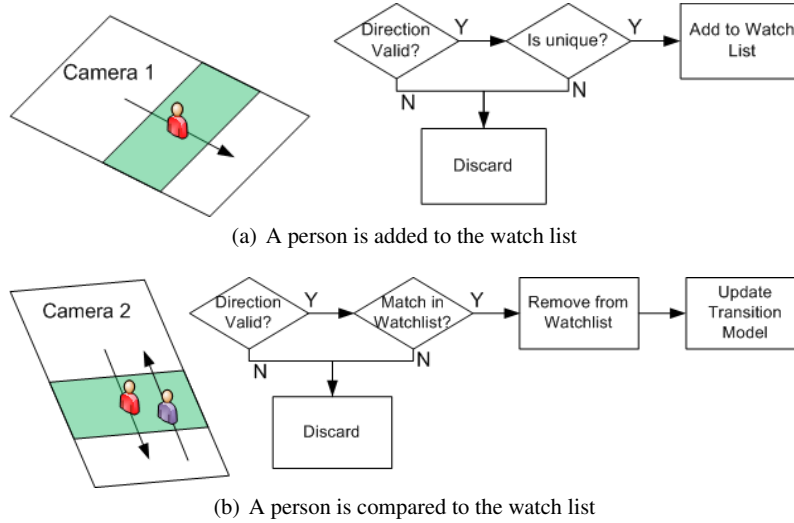 Camera 1
Direction
Valid?
Y
Is unique?
Y
Add to Watch
List
N
N
Discard
(a) A person is added to the watch list
Camera 2
Direction
Valid?
Y
Match in
Watchlist?
Y
Remove from
Watchlist
Update
Transition
Model
N
N
Discard
(b) A person is compared to the watch list